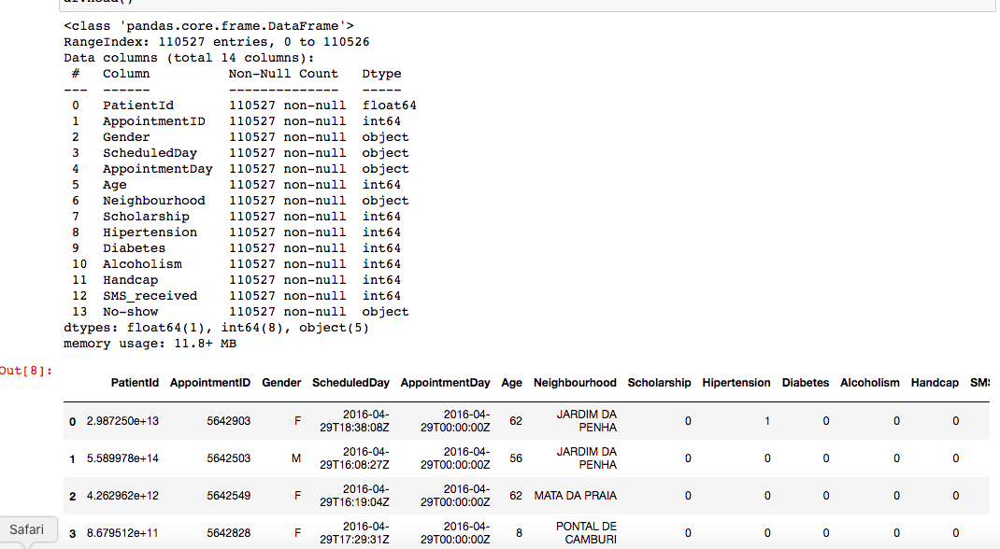 <class 'pandas.core.frame.DataFrame'>
RangeIndex: 110527 entries, 0 to 110526
Data columns (total 14 columns):
#   Column          Non-Null Count   Dtype
---  ------          --------------   -----
0   PatientId       110527 non-null  float64
1   AppointmentID   110527 non-null  int64
2   Gender          110527 non-null  object
3   ScheduledDay    110527 non-null  object
4   AppointmentDay  110527 non-null  object
5   Age             110527 non-null  int64
6   Neighbourhood   110527 non-null  object
7   Scholarship     110527 non-null  int64
8   Hipertension    110527 non-null  int64
9   Diabetes        110527 non-null  int64
10  Alcoholism      110527 non-null  int64
11  Handcap         110527 non-null  int64
12  SMS_received    110527 non-null  int64
13  No-show         110527 non-null  object
dtypes: float64(1), int64(8), object(5)
memory usage: 11.8+ MB
Out[8]:
PatientId AppointmentID Gender ScheduledDay AppointmentDay Age Neighbourhood Scholarship Hipertension Diabetes Alcoholism Handcap SMS
2016-04- 2016-04- JARDIM DA
0 2.987250e+13 5642903 F 62 0 1 0 0 0
29T18:38:08Z 29T00:00:00Z PENHA
2016-04- 2016-04- JARDIM DA
1 5.589978e+14 5642503 M 56 0 0 0 0 0
29T16:08:27Z 29T00:00:00Z PENHA
2016-04- 2016-04-
2 4.262962e+12 5642549 F 62 MATA DA PRAIA 0 0 0 0 0
29T16:19:04Z 29T00:00:00Z
2016-04- 2016-04- PONTAL DE
3 8.679512e+11 5642828 F 8 0 0 0 0 0
29T17:29:31Z 29T00:00:00Z CAMBURI
Safari